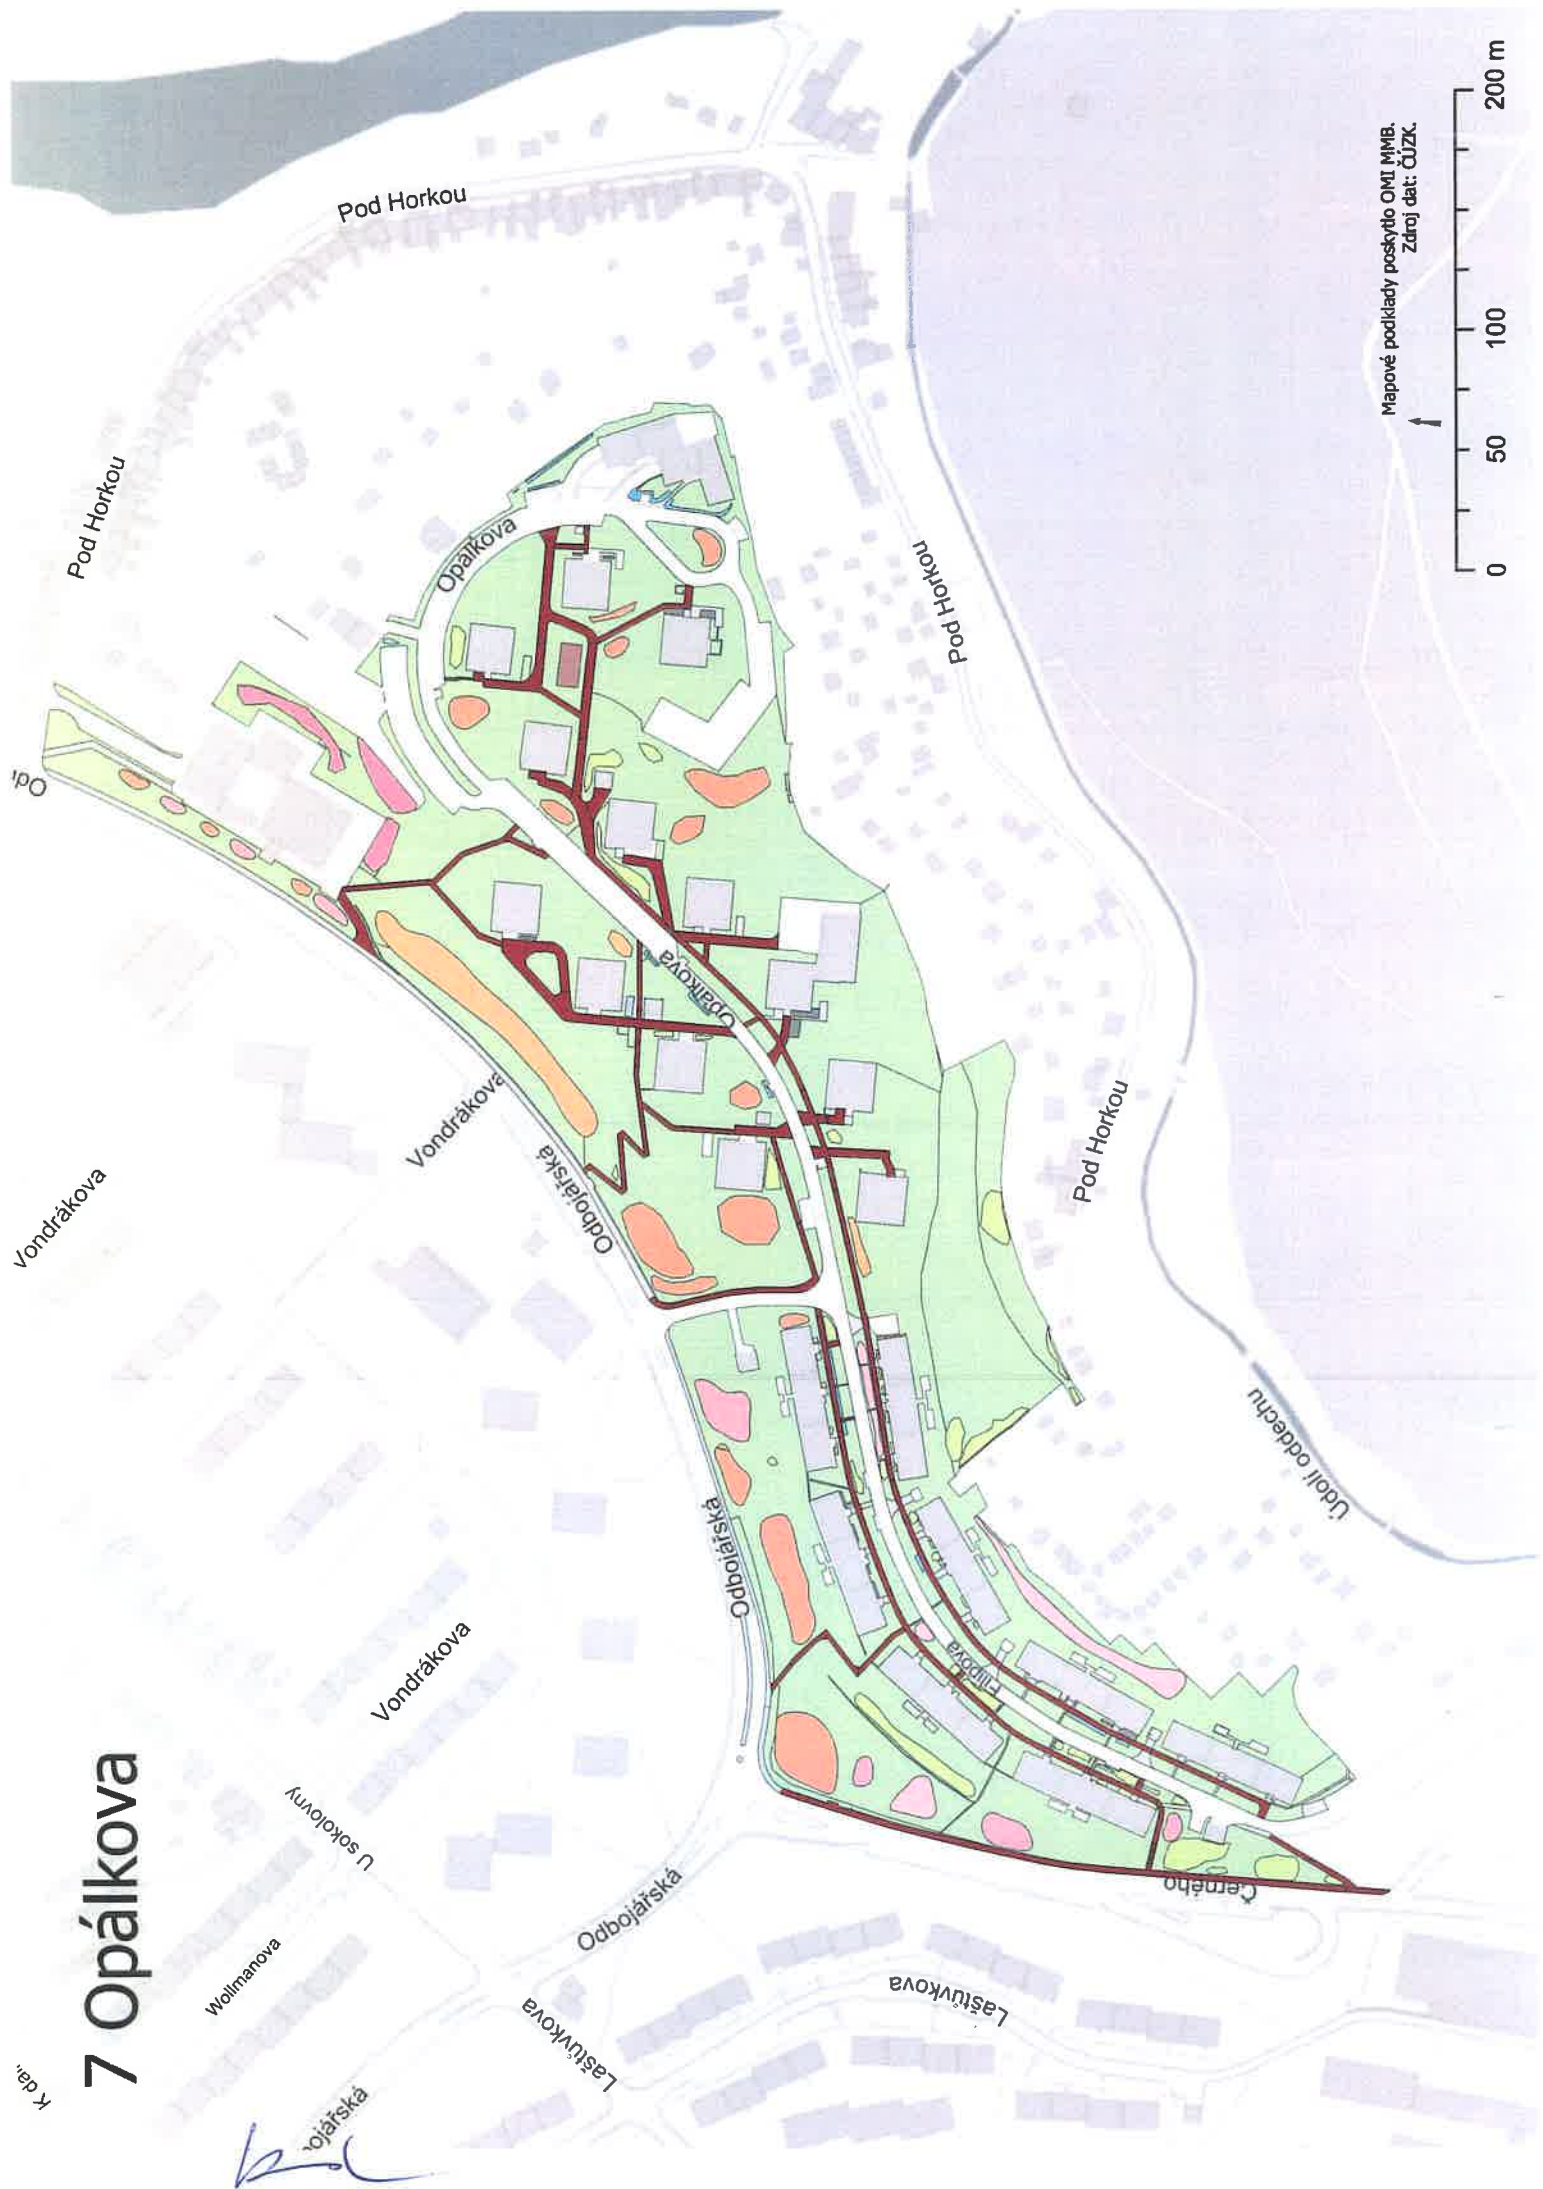 7 Opálkova
K da
Wollmanova
U sokolovny
Vondrákova
Vondrákova
Vondrákova
Pod Horkou
Pod Horkou
Odbojářská
Odbojářská
Odbojářská
ojářská
Laštůvkova
Laštůvkova
Černého
Filipova
Opálkova
Opálkova
Pod Horkou
Pod Horkou
Údolí oddechu
Mapové podklady poskytlo OMI MMB.
Zdroj dat: ČÚZK.
0 50 100 200 m